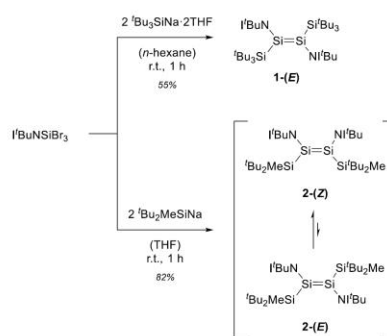 2 ᵗBu₃SiNa·2THF
(n-hexane)
r.t., 1 h
55%
IᵗBuN SiᵗBu₃
Si=Si
ᵗBu₃Si NIᵗBu
1-(E)
IᵗBuNSiBr₃
2 ᵗBu₂MeSiNa
(THF)
r.t., 1 h
82%
IᵗBuN NIᵗBu
Si=Si
ᵗBu₂MeSi SiᵗBu₂Me
2-(Z)
IᵗBuN SiᵗBu₂Me
Si=Si
ᵗBu₂MeSi NIᵗBu
2-(E)